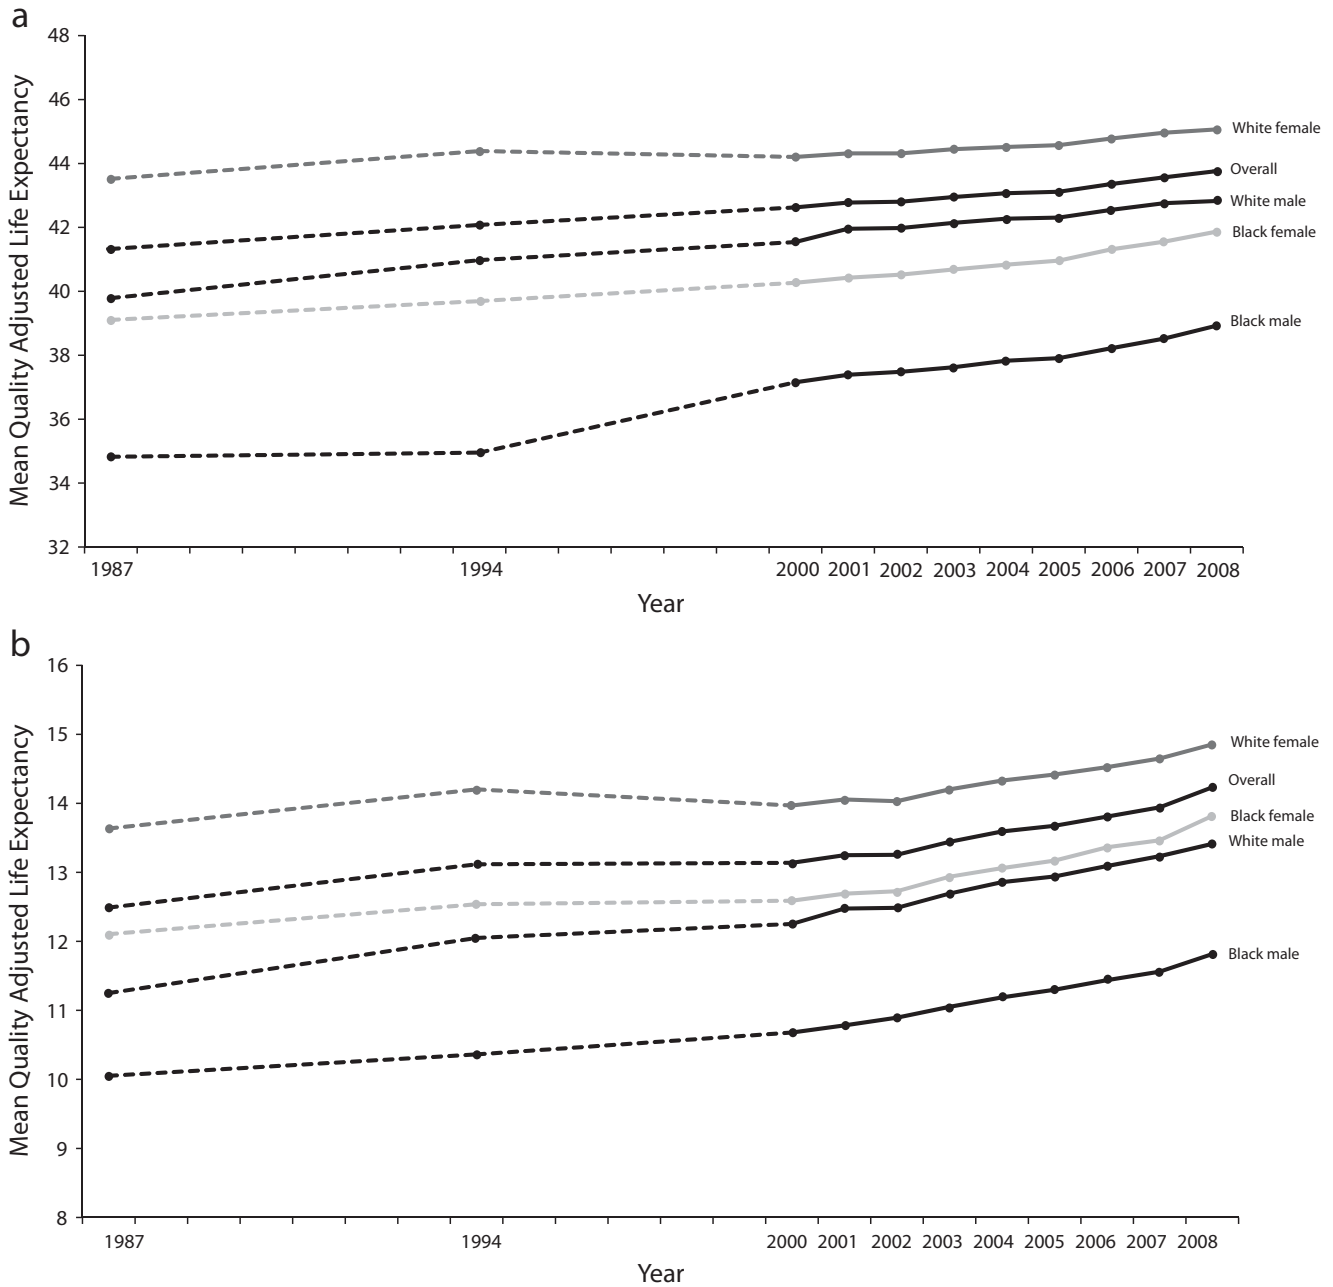 a
48
46
44
42
40
38
36
34
32
Mean Quality Adjusted Life Expectancy
White female
Overall
White male
Black female
Black male
1987 1994 2000 2001 2002 2003 2004 2005 2006 2007 2008
Year
b
16
15
14
13
12
11
10
9
8
Mean Quality Adjusted Life Expectancy
White female
Overall
Black female
White male
Black male
1987 1994 2000 2001 2002 2003 2004 2005 2006 2007 2008
Year